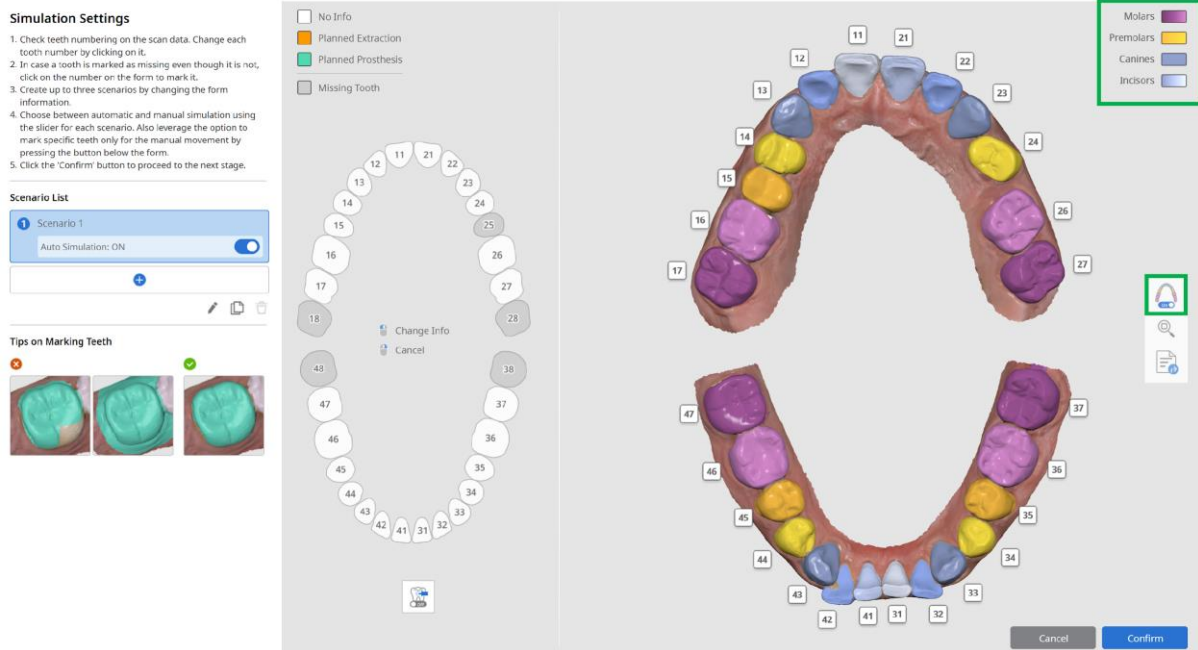 Simulation Settings
1. Check teeth numbering on the scan data. Change each
tooth number by clicking on it.
2. In case a tooth is marked as missing even though it is not,
click on the number on the form to mark it.
3. Create up to three scenarios by changing the form
information.
4. Choose between automatic and manual simulation using
the slider for each scenario. Also leverage the option to
mark specific teeth only for the manual movement by
pressing the button below the form.
5. Click the 'Confirm' button to proceed to the next stage.
Scenario List
1 Scenario 1
Auto Simulation: ON
Tips on Marking Teeth
No Info
Planned Extraction
Planned Prosthesis
Missing Tooth
11 21
12 22
13 23
14 24
15 25
16 26
17 27
18 28
Change Info
Cancel
48 38
47 37
46 36
45 35
44 34
43 33
42 41 31 32
Molars
Premolars
Canines
Incisors
11 21
12 22
13 23
14 24
15
16 26
17 27
47 37
46 36
45 35
44 34
43 33
42 41 31 32
Cancel Confirm